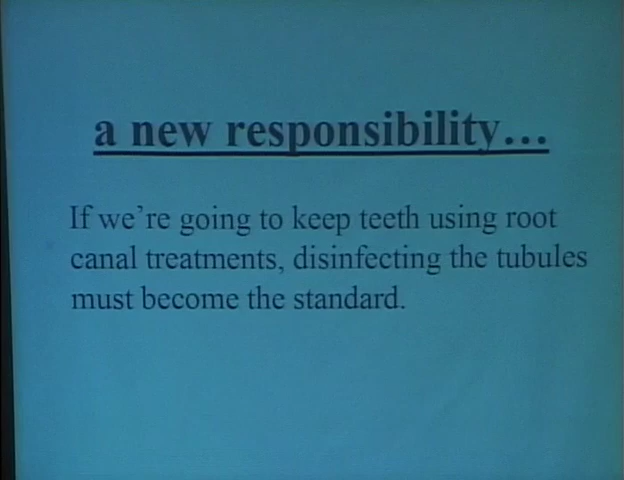 a new responsibility...
If we're going to keep teeth using root
canal treatments, disinfecting the tubules
must become the standard.